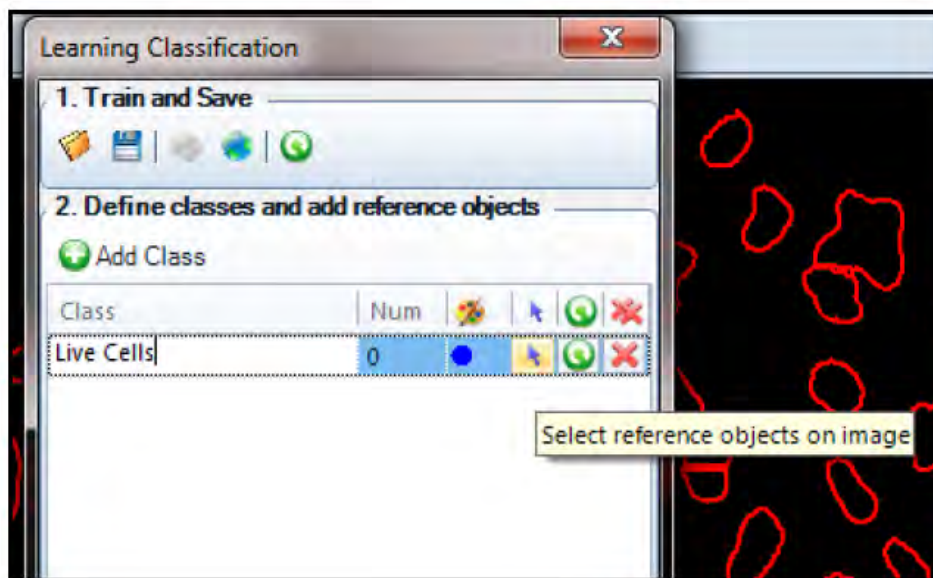 Learning Classification
1. Train and Save
2. Define classes and add reference objects
Add Class
Class Num
Live Cells 0
Select reference objects on image